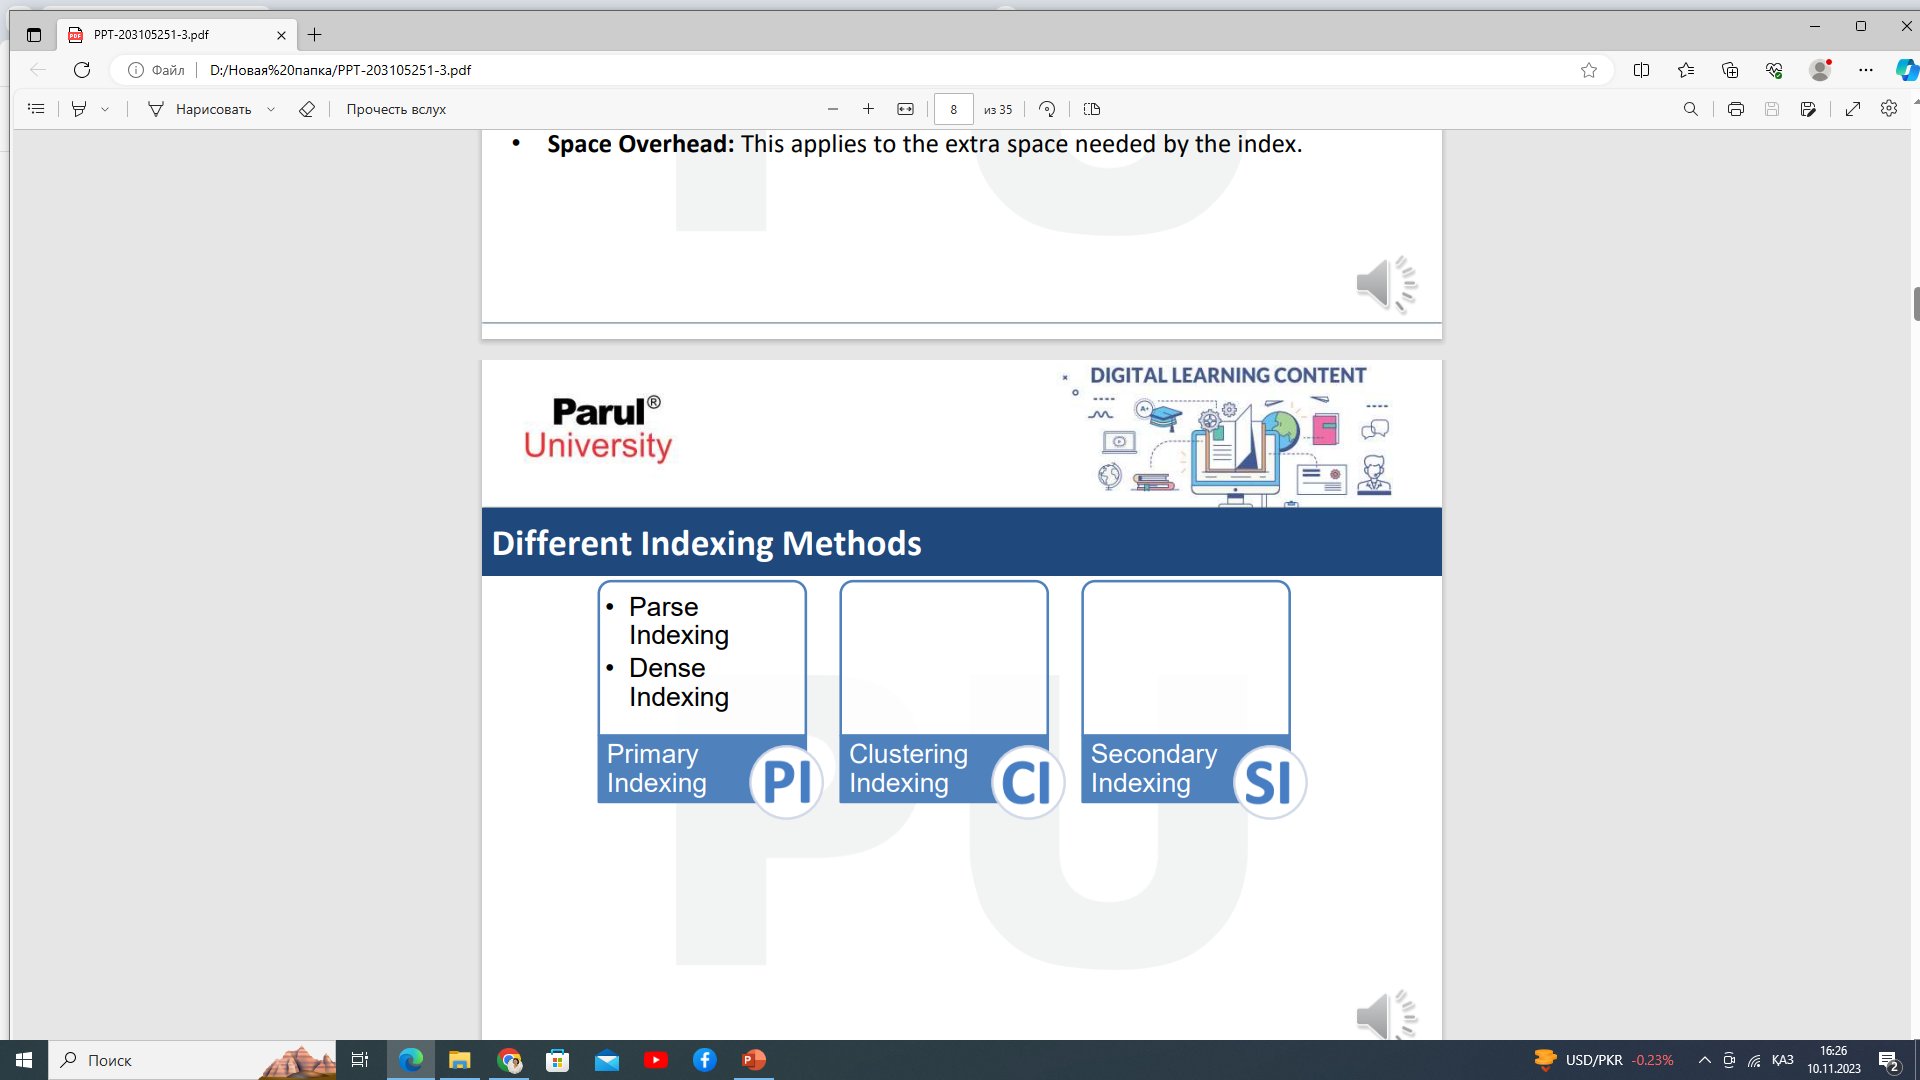 PPT-203105251-3.pdf
Файл
D:/Новая%20папка/PPT-203105251-3.pdf
Нарисовать
Прочесть вслух
8
из 35
• Space Overhead: This applies to the extra space needed by the index.
Parul®
University
DIGITAL LEARNING CONTENT
A+
Different Indexing Methods
• Parse
Indexing
• Dense
Indexing
Primary
Indexing
PI
Clustering
Indexing
CI
Secondary
Indexing
SI
PU
Поиск
USD/PKR -0.23%
ҚАЗ
16:26
10.11.2023
2